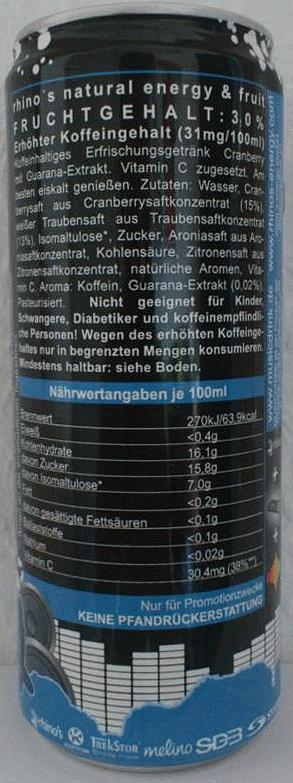 rhino´s natural energy & fruit
FRUCHTGEHALT: 30%
Erhöhter Koffeingehalt (31mg/100ml)
Koffeinhaltiges Erfrischungsgetränk Cranberry
mit Guarana-Extrakt. Vitamin C zugesetzt. Am
besten eiskalt genießen. Zutaten: Wasser, Cran-
berrysaft aus Cranberrysaftkonzentrat (15%),
weißer Traubensaft aus Traubensaftkonzentrat
(13%), Isomaltulose*, Zucker, Aroniasaft aus Aro-
niasaftkonzentrat, Kohlensäure, Zitronensaft aus
Zitronensaftkonzentrat, natürliche Aromen, Vita-
min C, Aroma: Koffein, Guarana-Extrakt (0,02%).
Pasteurisiert. Nicht geeignet für Kinder,
Schwangere, Diabetiker und koffeinempfindli-
che Personen! Wegen des erhöhten Koffeinge-
haltes nur in begrenzten Mengen konsumieren.
Mindestens haltbar: siehe Boden.
Nährwertangaben je 100ml
Brennwert 270kJ/63,9kcal
Eiweiß <0,4g
Kohlenhydrate 16,1g
davon Zucker 15,8g
davon Isomaltulose* 7,0g
Fett <0,2g
davon gesättigte Fettsäuren <0,1g
Ballaststoffe <0,1g
Natrium <0,02g
Vitamin C 30,4mg (38%**)
Nur für Promotionzwecke
KEINE PFANDRÜCKERSTATTUNG
rhino's TREKSTOR melino SDB
www.musicdrink.de
www.rhinos-energy.com